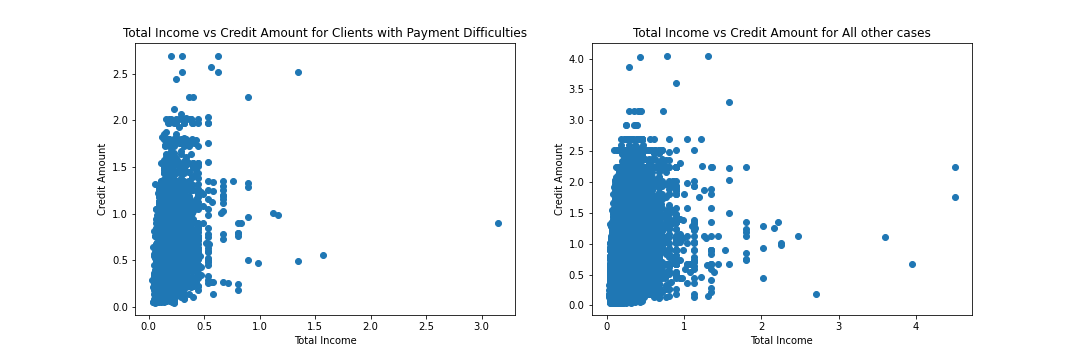 Total Income vs Credit Amount for Clients with Payment Difficulties
2.5
2.0
1.5
1.0
0.5
0.0
Credit Amount
0.0 0.5 1.0 1.5 2.0 2.5 3.0
Total Income
Total Income vs Credit Amount for All other cases
4.0
3.5
3.0
2.5
2.0
1.5
1.0
0.5
0.0
Credit Amount
0 1 2 3 4
Total Income